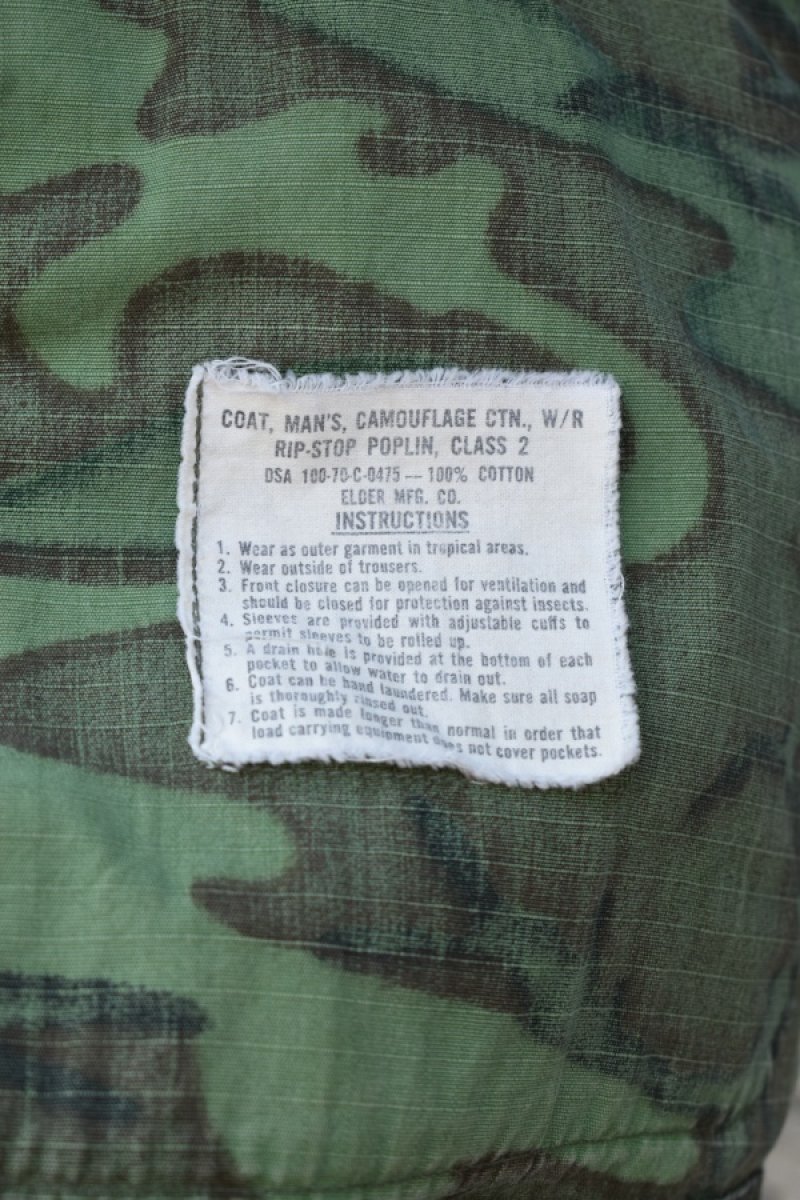 COAT, MAN'S, CAMOUFLAGE CTN., W/R
RIP-STOP POPLIN, CLASS 2
DSA 100-70-C-0475 — 100% COTTON
ELDER MFG. CO.
INSTRUCTIONS
1. Wear as outer garment in tropical areas.
2. Wear outside of trousers.
3. Front closure can be opened for ventilation and
should be closed for protection against insects.
4. Sleeves are provided with adjustable cuffs to
permit sleeves to be rolled up.
5. A drain hole is provided at the bottom of each
pocket to allow water to drain out.
6. Coat can be hand laundered. Make sure all soap
is thoroughly rinsed out.
7. Coat is made longer than normal in order that
load carrying equipment does not cover pockets.